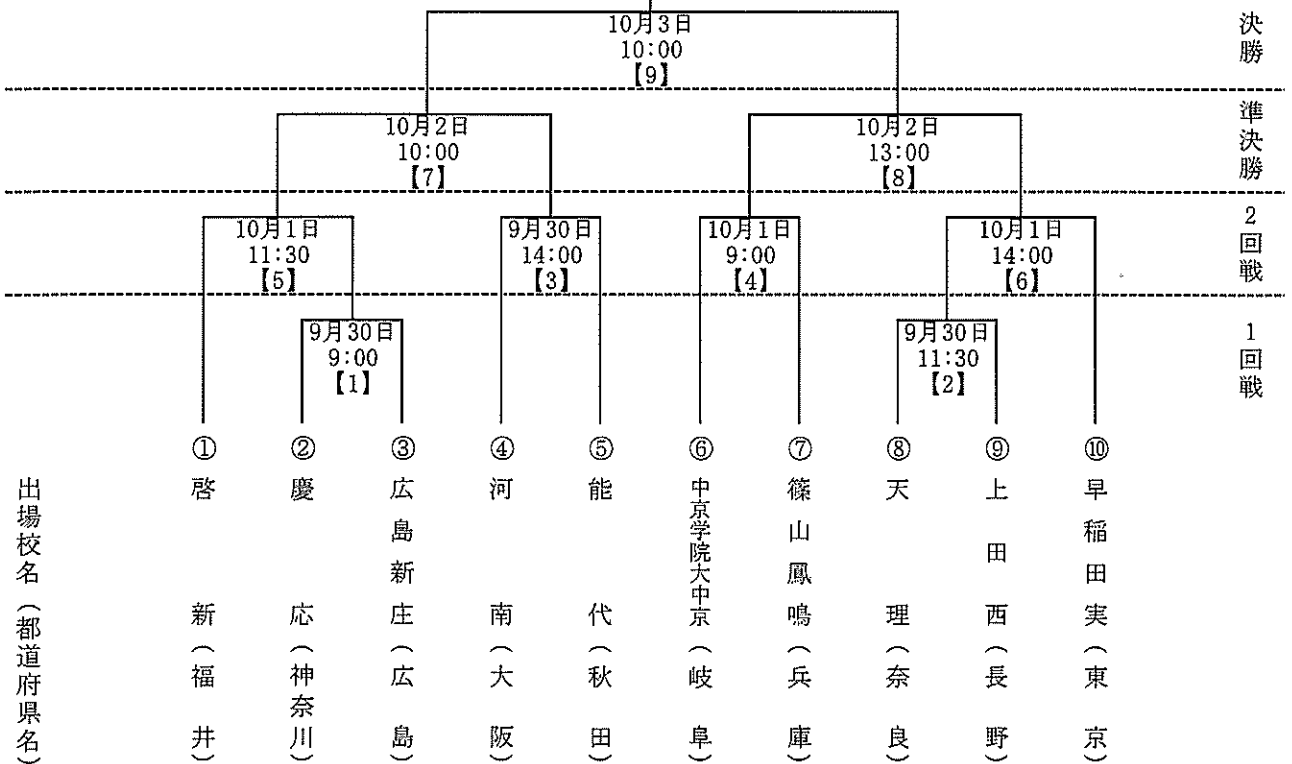 10月3日
10:00
【9】
決勝
10月2日
10:00
【7】
10月2日
13:00
【8】
準決勝
10月1日
11:30
【5】
9月30日
14:00
【3】
10月1日
9:00
【4】
10月1日
14:00
【6】
2回戦
9月30日
9:00
【1】
9月30日
11:30
【2】
1回戦
出場校名(都道府県名)
①啓新(福井)
②慶応(神奈川)
③広島新庄(広島)
④河南(大阪)
⑤能代(秋田)
⑥中京学院大中京(岐阜)
⑦篠山鳳鳴(兵庫)
⑧天理(奈良)
⑨上田西(長野)
⑩早稲田実(東京)